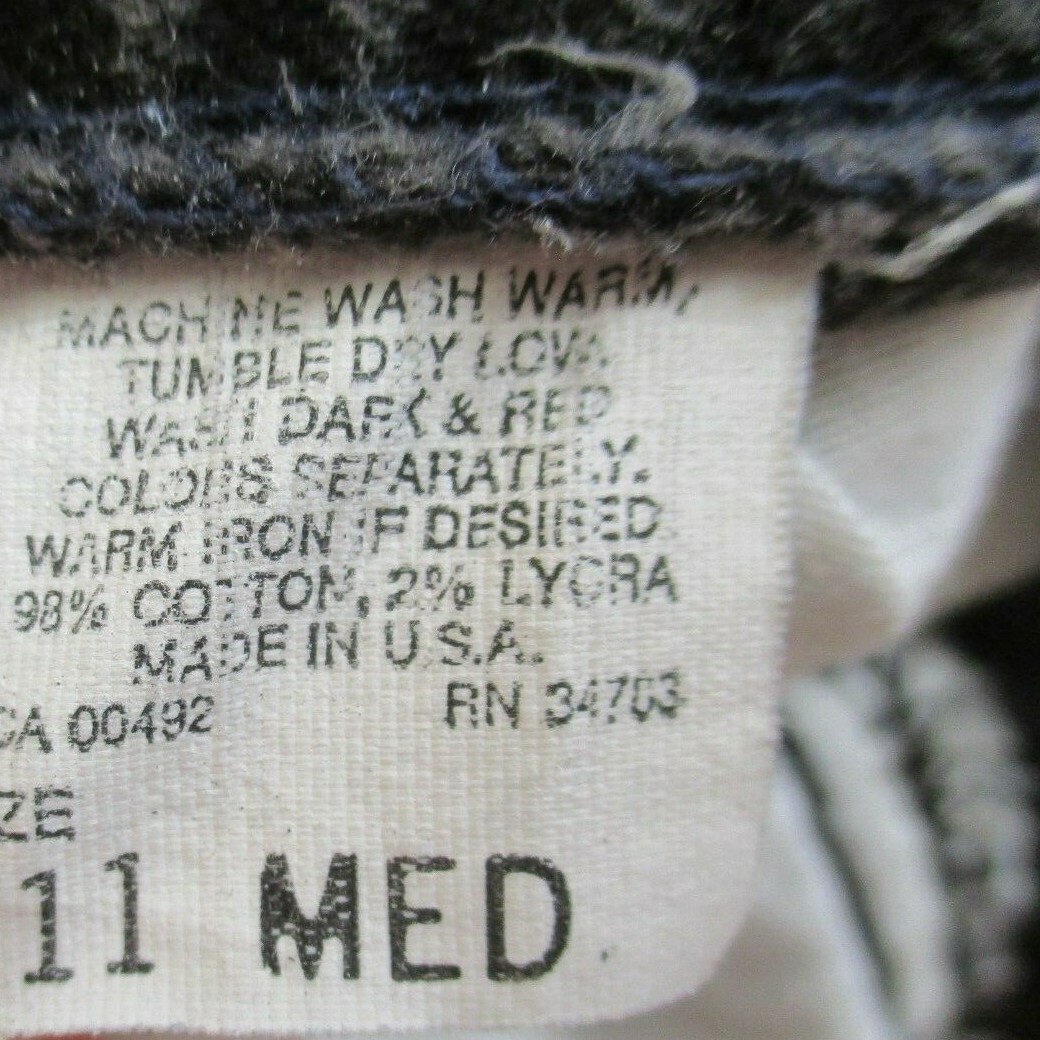 MACHINE WASH WARM,
TUMBLE DRY LOW.
WASH DARK & RED
COLORS SEPARATELY.
WARM IRON IF DESIRED.
98% COTTON, 2% LYCRA
MADE IN U.S.A.
CA 00492 RN 34703
ZE
11 MED